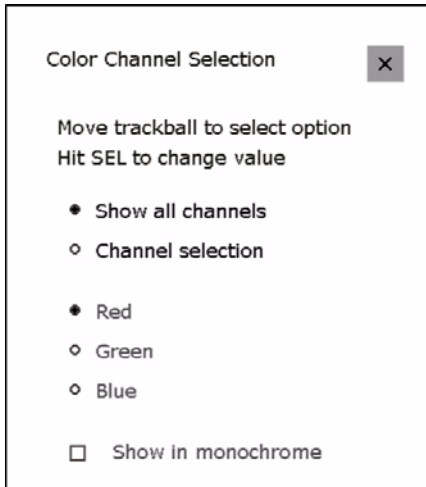 Color Channel Selection
Move trackball to select option
Hit SEL to change value
Show all channels
Channel selection
Red
Green
Blue
Show in monochrome